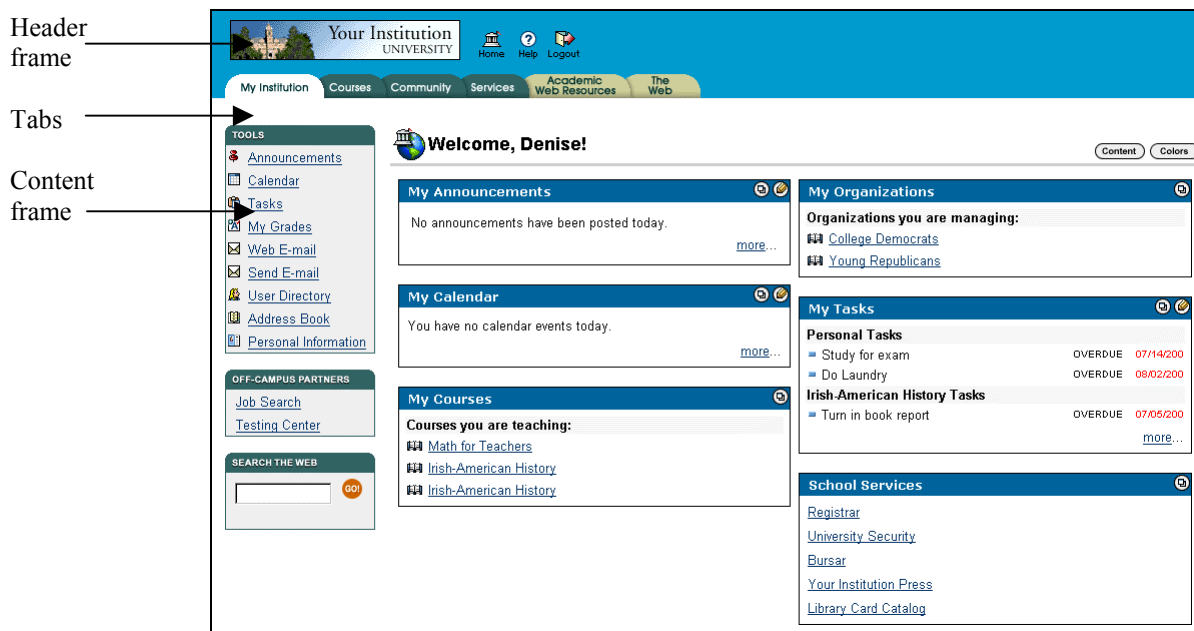 Header
frame
Tabs
Content
frame
Your Institution
UNIVERSITY
Home Help Logout
My Institution Courses Community Services Academic Web Resources The Web
TOOLS
Announcements
Calendar
Tasks
My Grades
Web E-mail
Send E-mail
User Directory
Address Book
Personal Information
OFF-CAMPUS PARTNERS
Job Search
Testing Center
SEARCH THE WEB
GO!
Welcome, Denise!
Content Colors
My Announcements
No announcements have been posted today.
more...
My Calendar
You have no calendar events today.
more...
My Courses
Courses you are teaching:
Math for Teachers
Irish-American History
Irish-American History
My Organizations
Organizations you are managing:
College Democrats
Young Republicans
My Tasks
Personal Tasks
Study for exam OVERDUE 07/14/200
Do Laundry OVERDUE 08/02/200
Irish-American History Tasks
Turn in book report OVERDUE 07/05/200
more...
School Services
Registrar
University Security
Bursar
Your Institution Press
Library Card Catalog